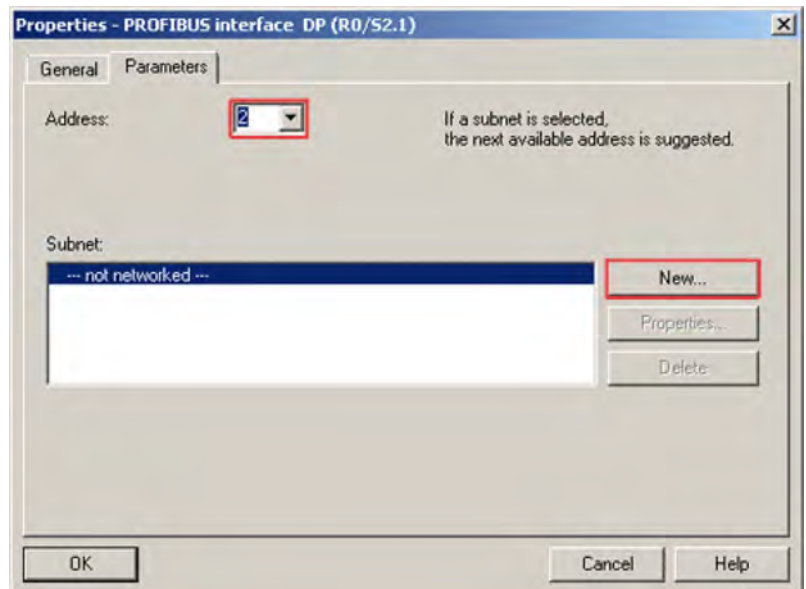 Properties - PROFIBUS interface DP (R0/S2.1)
General Parameters
Address: 2
If a subnet is selected,
the next available address is suggested.
Subnet:
--- not networked ---
New...
Properties...
Delete
OK Cancel Help